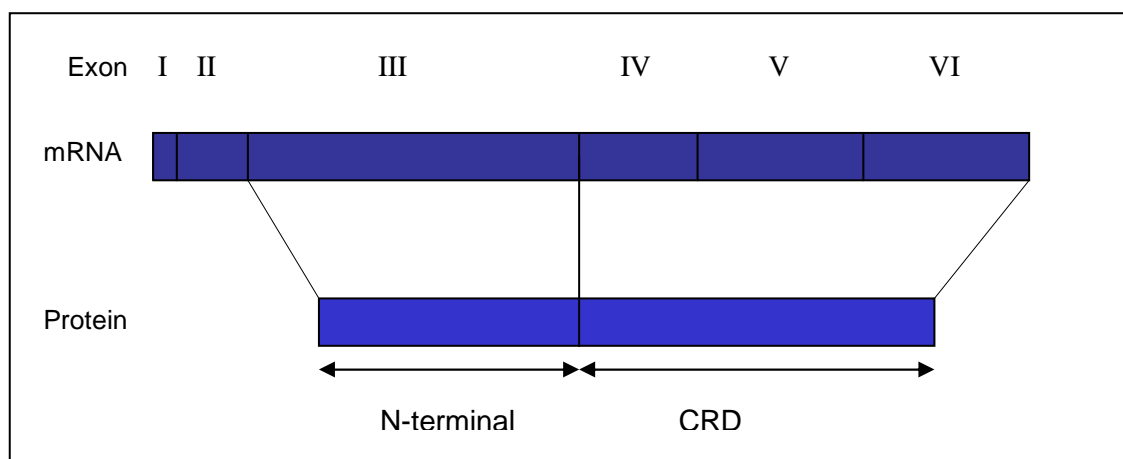 Exon I II III IV V VI
mRNA
Protein
N-terminal CRD